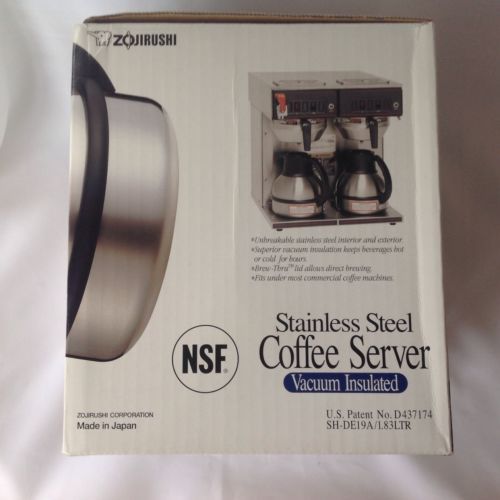 ZOJIRUSHI
*Unbreakable stainless steel interior and exterior.
*Superior vacuum insulation keeps beverages hot
or cold for hours.
*Brew-Thru™ lid allows direct brewing.
*Fits under most commercial coffee machines.
Stainless Steel
Coffee Server
Vacuum Insulated
NSF®
U.S. Patent No. D437174
SH-DE19A/1.83LTR
ZOJIRUSHI CORPORATION
Made in Japan